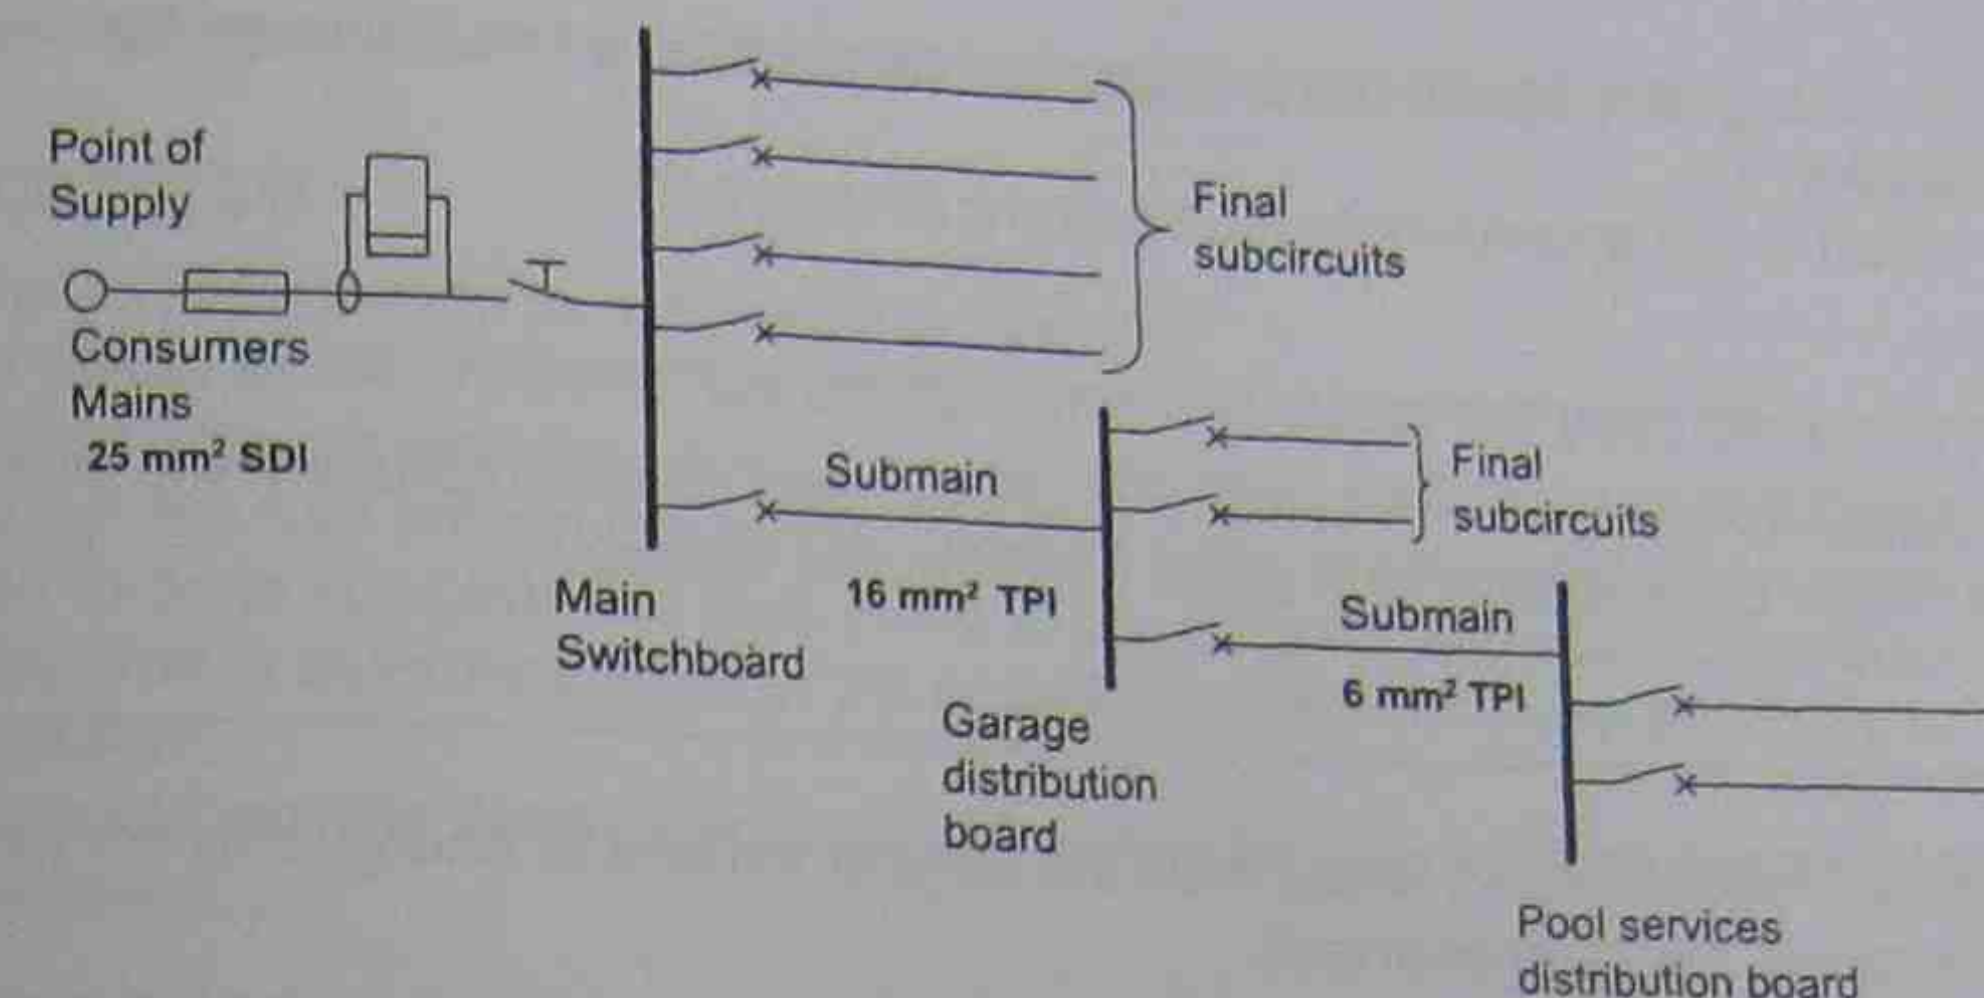 Point of
Supply
Consumers
Mains
25 mm² SDI
Final
subcircuits
Submain
16 mm² TPI
Main
Switchboard
Final
subcircuits
Submain
6 mm² TPI
Garage
distribution
board
Pool services
distribution board